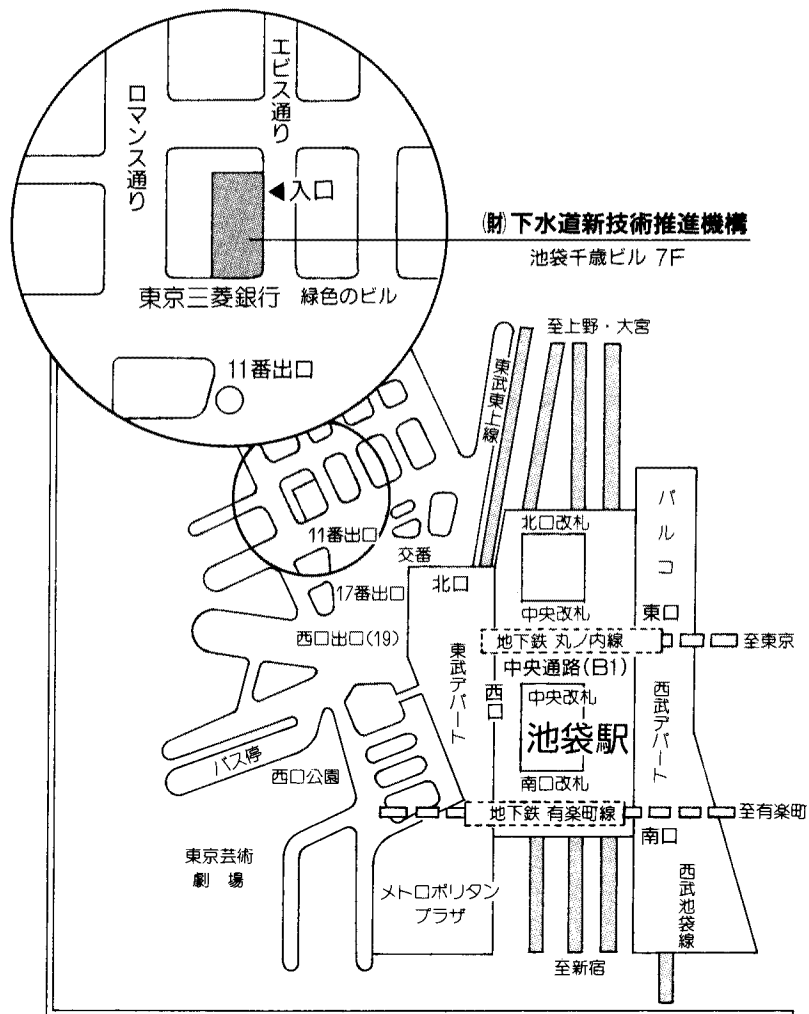 エビス通り
ロマンス通り
◀入口
(財)下水道新技術推進機構
池袋千歳ビル 7F
東京三菱銀行
緑色のビル
11番出口
至上野・大宮
東武東上線
11番出口
交番
17番出口
西口出口(19)
北口
北口改札
パルコ
中央改札
東口
地下鉄 丸ノ内線
至東京
中央通路(B1)
東武デパート
西口
中央改札
池袋駅
西武デパート
南口改札
バス停
西口公園
地下鉄 有楽町線
至有楽町
南口
東京芸術
劇場
メトロポリタン
プラザ
西武池袋線
至新宿